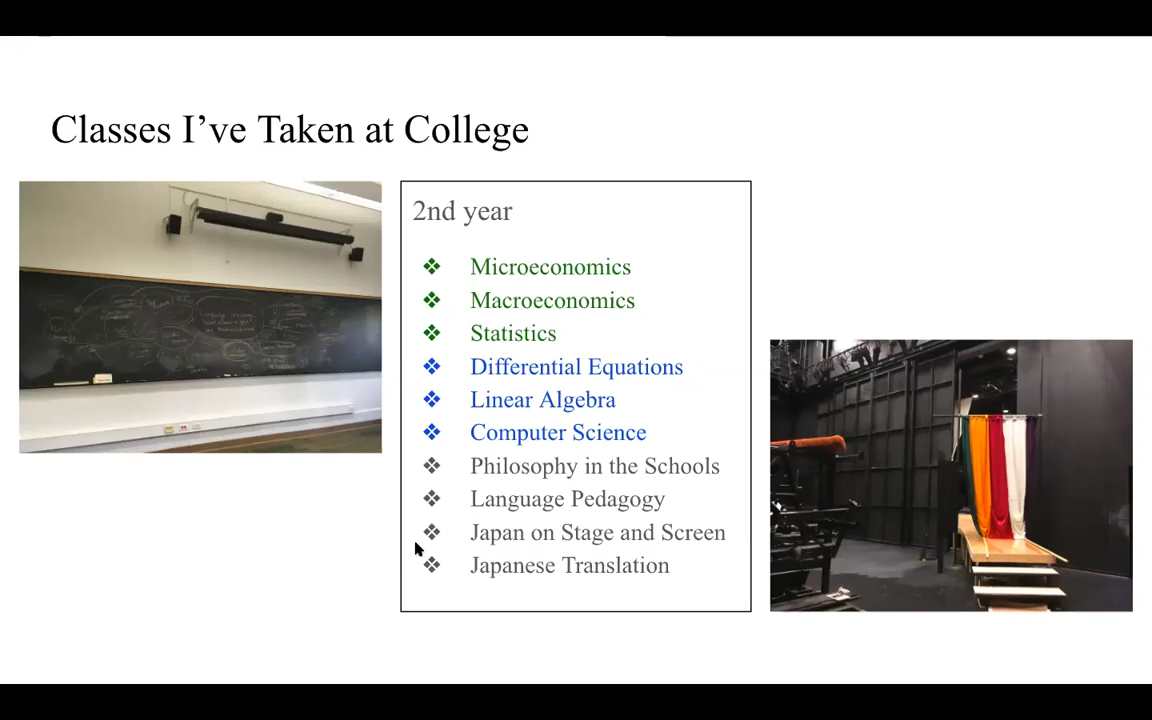 Classes I’ve Taken at College
2nd year
❖ Microeconomics
❖ Macroeconomics
❖ Statistics
❖ Differential Equations
❖ Linear Algebra
❖ Computer Science
❖ Philosophy in the Schools
❖ Language Pedagogy
❖ Japan on Stage and Screen
❖ Japanese Translation